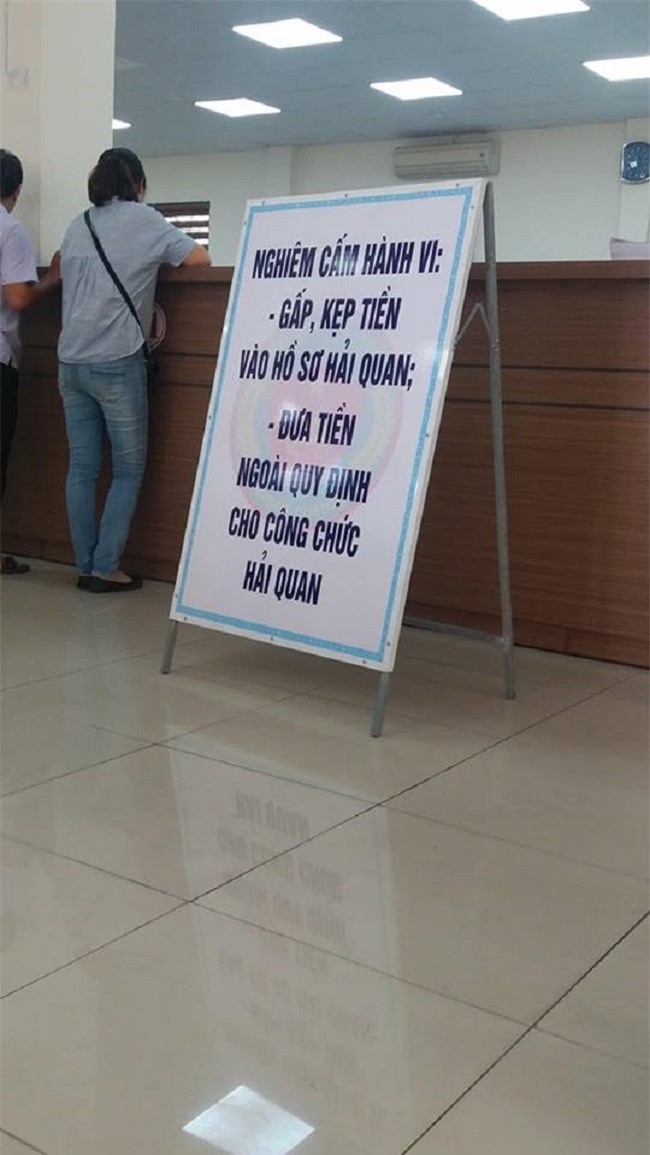 NGHIÊM CẤM HÀNH VI:
- GẤP, KẸP TIỀN
VÀO HỒ SƠ HẢI QUAN;
- ĐƯA TIỀN
NGOÀI QUY ĐỊNH
CHO CÔNG CHỨC
HẢI QUAN